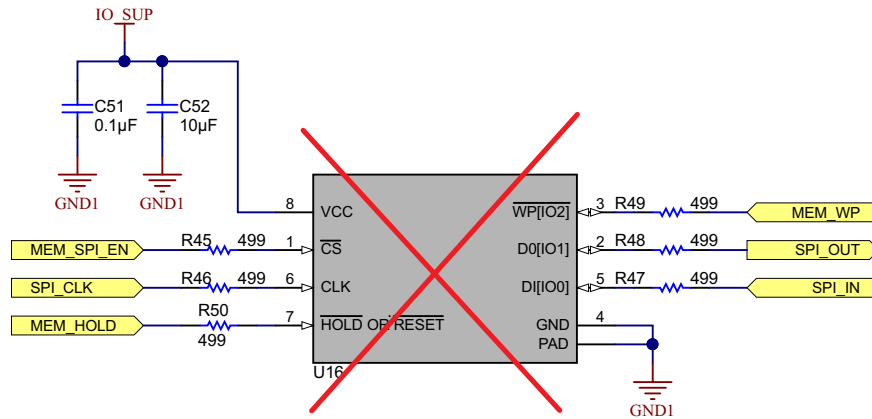 IO_SUP
C51
0.1µF
C52
10µF
GND1
GND1
8
VCC
WP[IO2]
3
R49
499
MEM_WP
MEM_SPI_EN
R45
499
1
CS
D0[IO1]
2
R48
499
SPI_OUT
SPI_CLK
R46
499
6
CLK
DI[IO0]
5
R47
499
SPI_IN
MEM_HOLD
R50
499
7
HOLD OR RESET
GND
4
PAD
U16
GND1